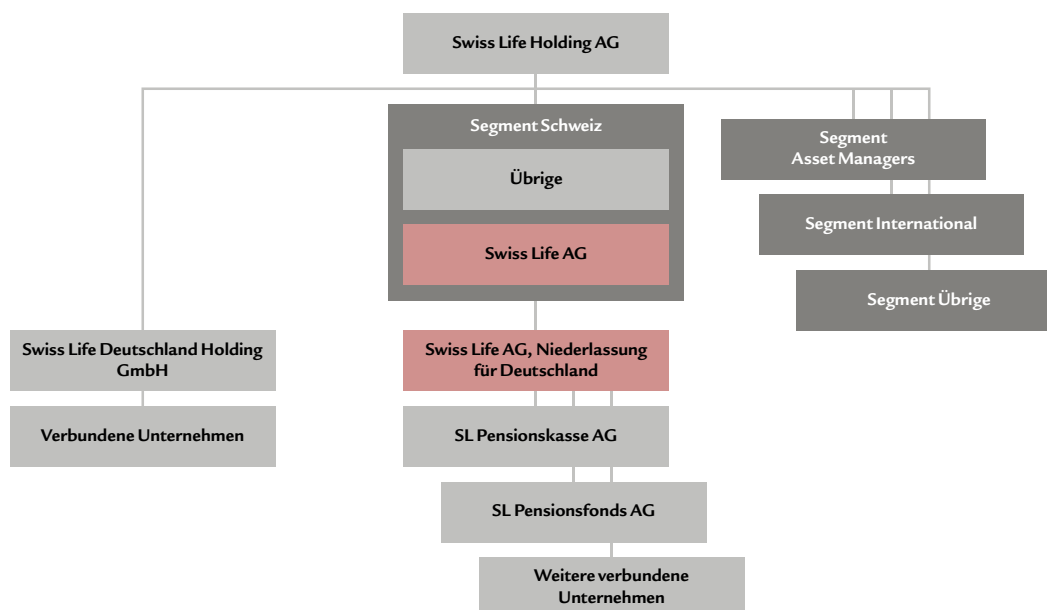 Swiss Life Holding AG
Segment Schweiz
Übrige
Swiss Life AG
Segment
Asset Managers
Segment International
Segment Übrige
Swiss Life Deutschland Holding
GmbH
Verbundene Unternehmen
Swiss Life AG, Niederlassung
für Deutschland
SL Pensionskasse AG
SL Pensionsfonds AG
Weitere verbundene
Unternehmen